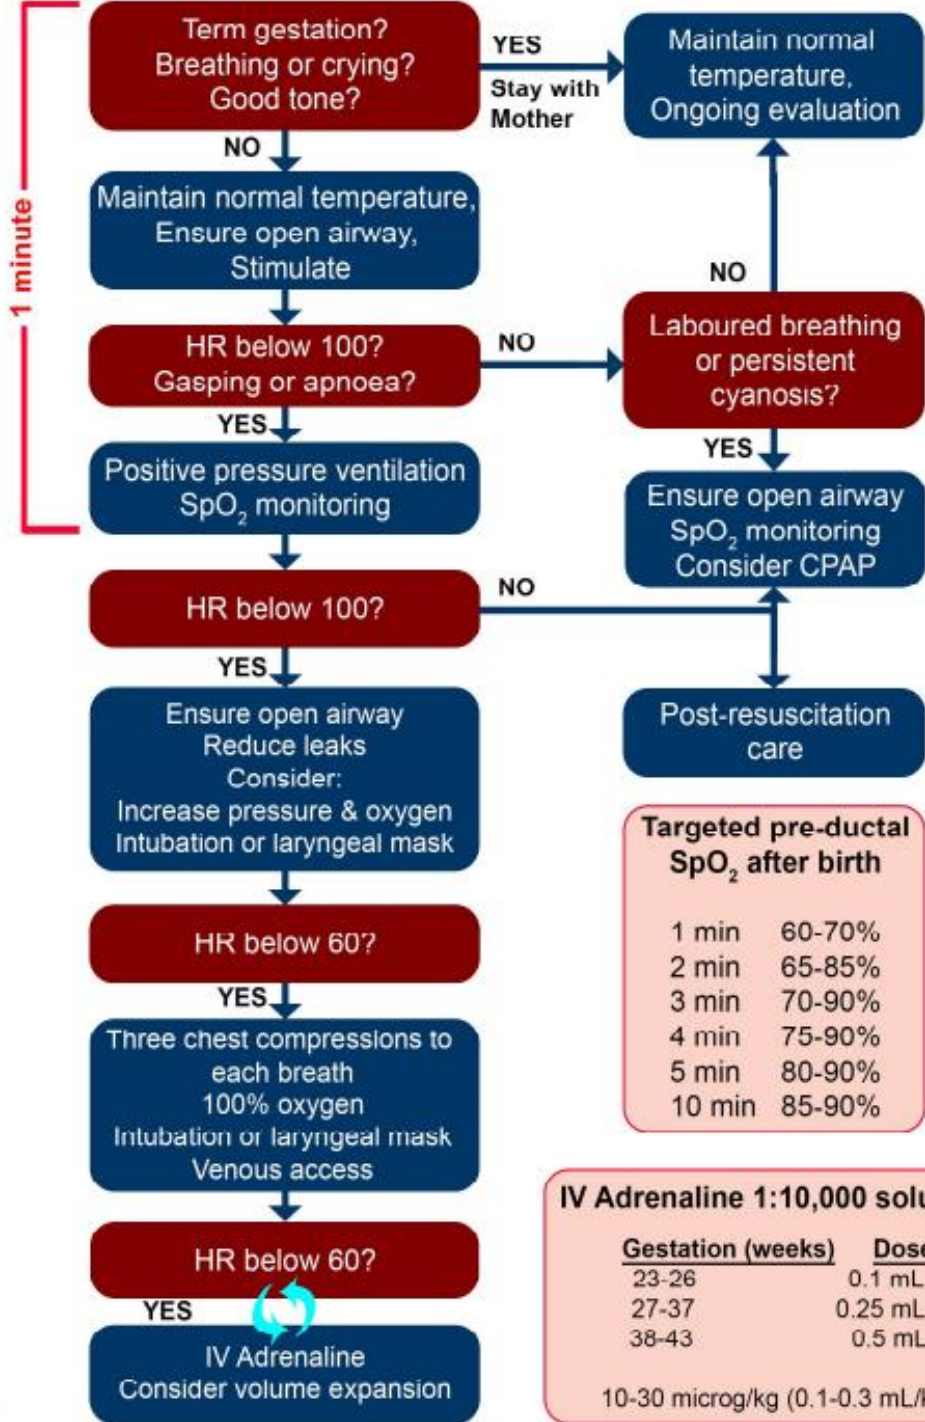 1 minute
Term gestation?
Breathing or crying?
Good tone?
YES
Stay with
Mother
Maintain normal
temperature,
Ongoing evaluation
NO
Maintain normal temperature,
Ensure open airway,
Stimulate
HR below 100?
Gasping or apnoea?
NO
NO
Laboured breathing
or persistent
cyanosis?
YES
Positive pressure ventilation
SpO₂ monitoring
YES
Ensure open airway
SpO₂ monitoring
Consider CPAP
HR below 100?
NO
YES
Ensure open airway
Reduce leaks
Consider:
Increase pressure & oxygen
Intubation or laryngeal mask
Post-resuscitation
care
HR below 60?
YES
Three chest compressions to
each breath
100% oxygen
Intubation or laryngeal mask
Venous access
HR below 60?
YES
IV Adrenaline
Consider volume expansion
Targeted pre-ductal
SpO₂ after birth
1 min 60-70%
2 min 65-85%
3 min 70-90%
4 min 75-90%
5 min 80-90%
10 min 85-90%
IV Adrenaline 1:10,000
Gestation (weeks) Dose
23-26 0.1 mL
27-37 0.25 mL
38-43 0.5 mL
10-30 microg/kg (0.1-0.3